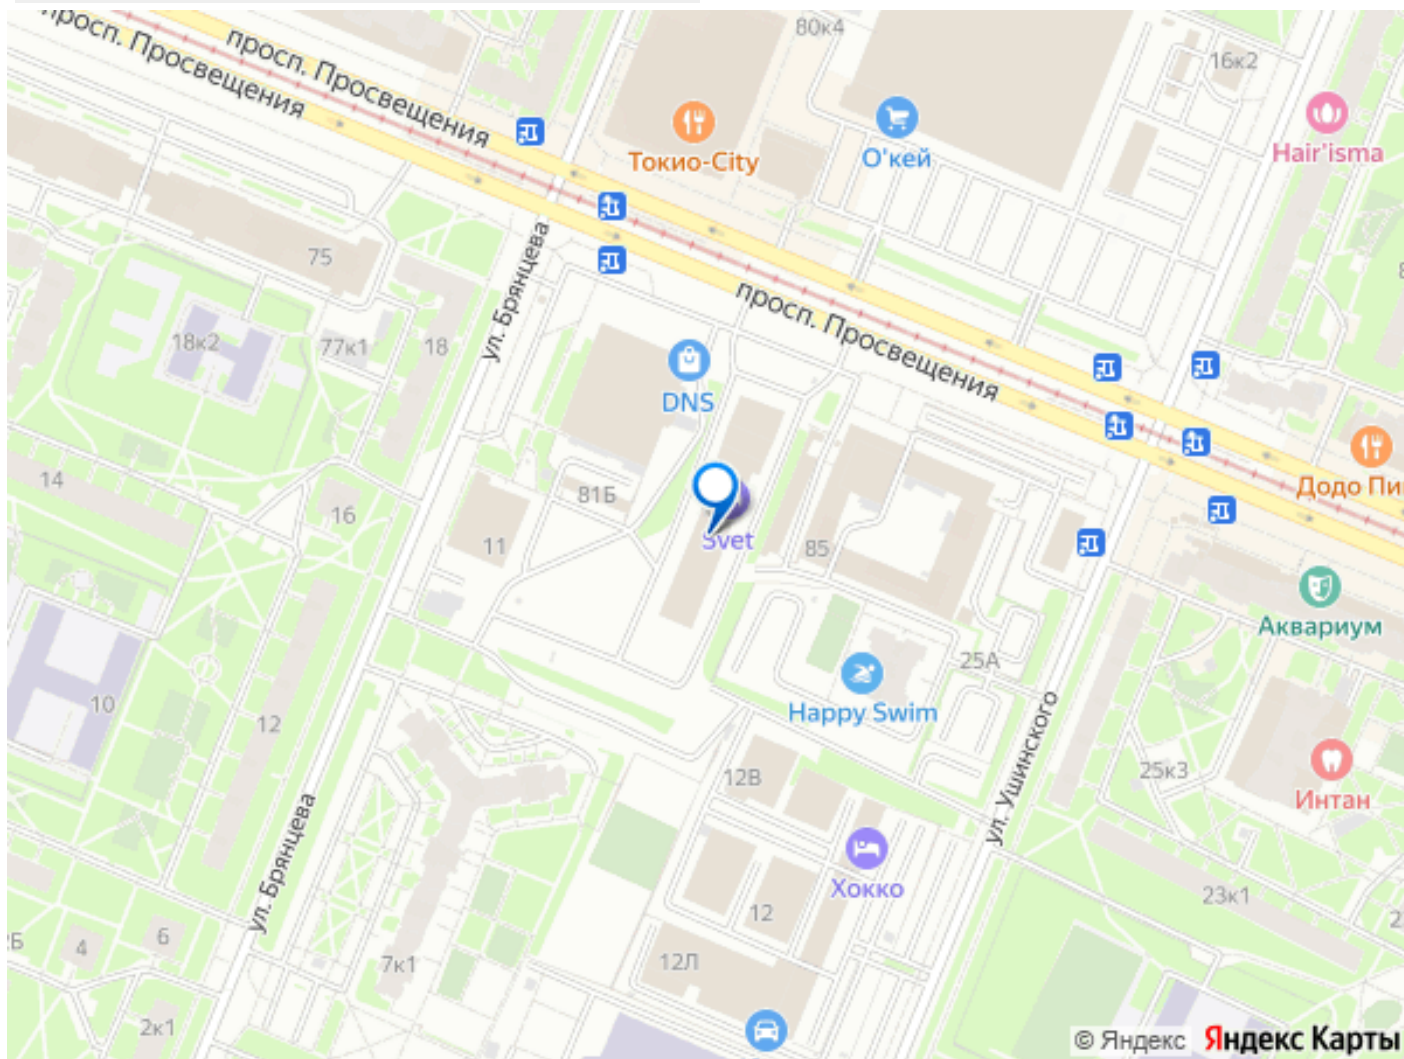 просп. Просвещения
просп. Просвещения
80к4
16к2
Токио-City
О'кей
Hair'isma
ул. Брянцева
75
18к2
77к1
18
DNS
просп. Просвещения
14
16
81Б
11
Svet
85
Додо Пи
Аквариум
10
12
25А
Happy Swim
ул. Ушинского
12В
25к3
Интан
ул. Брянцева
Хокко
23к1
4
6
7к1
12
12Л
2к1
© Яндекс Яндекс Карты